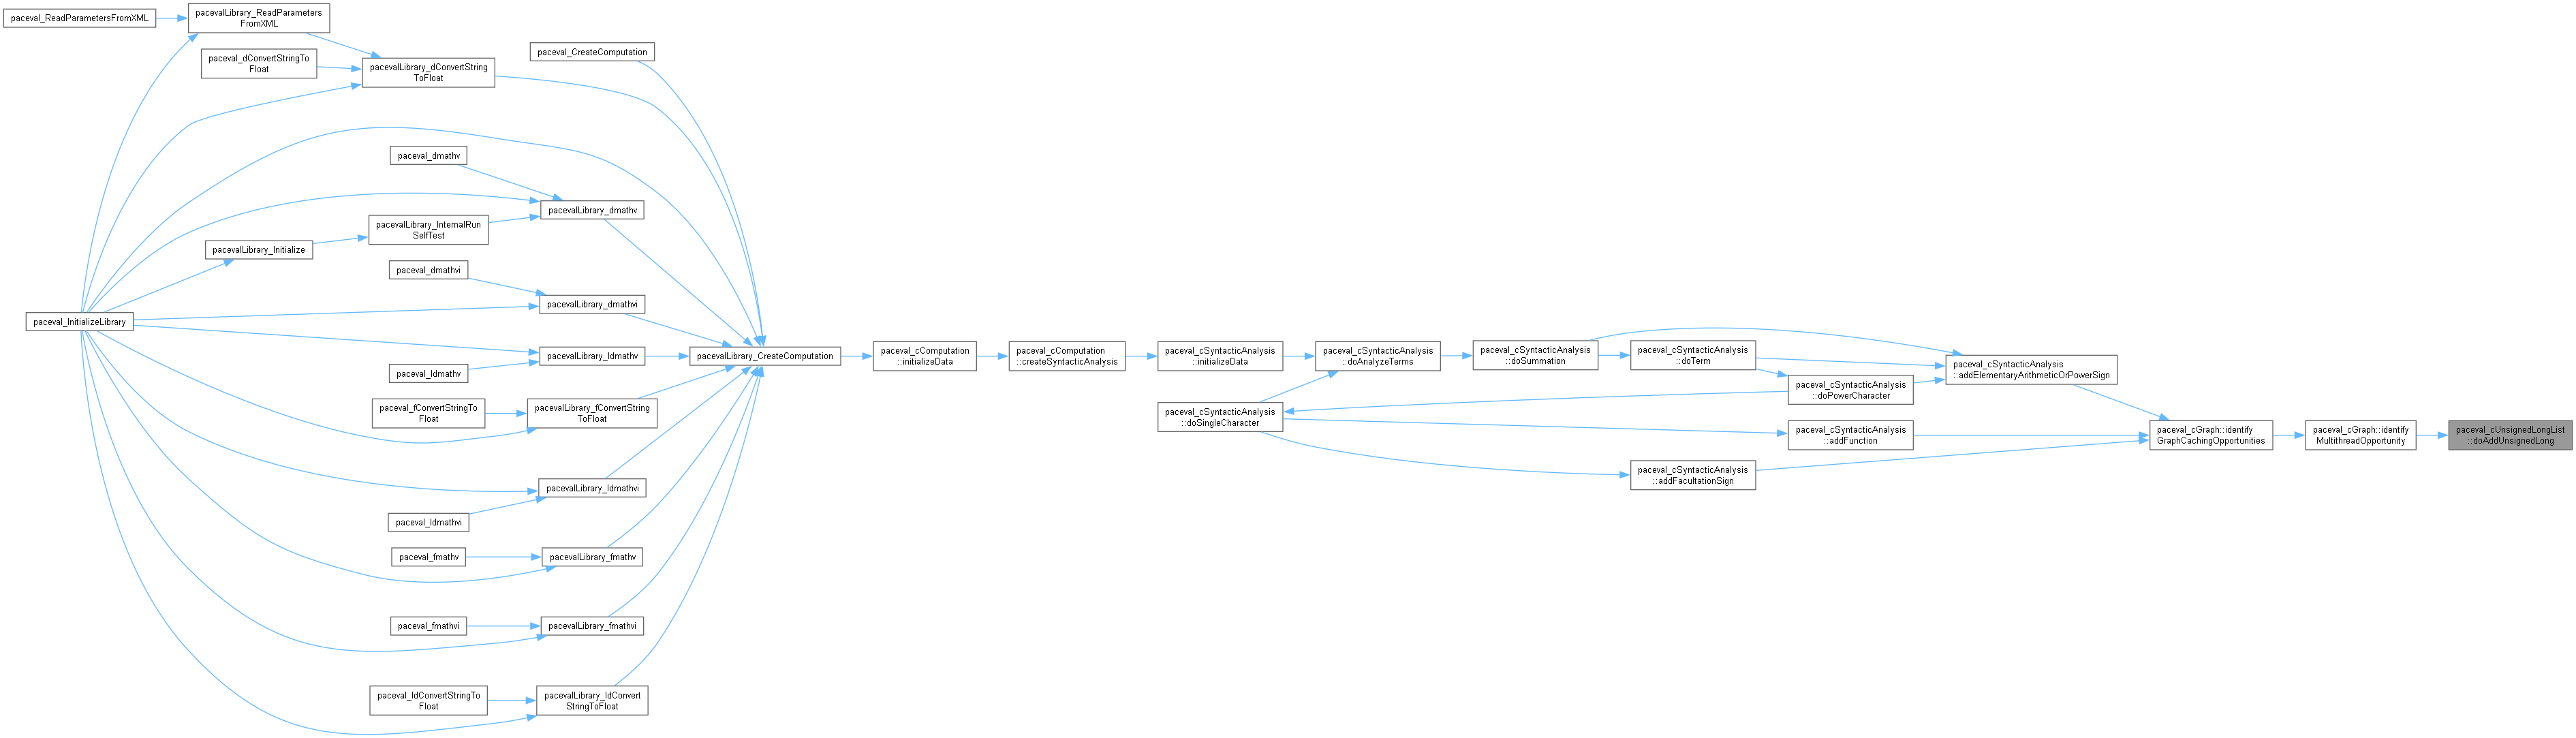 paceval_ReadParametersFromXML
pacevalLibrary_ReadParameters
FromXML
paceval_dConvertStringTo
Float
pacevalLibrary_dConvertString
ToFloat
paceval_CreateComputation
paceval_dmathv
pacevalLibrary_dmathv
pacevalLibrary_InternalRun
SelfTest
pacevalLibrary_Initialize
paceval_dmathvi
pacevalLibrary_dmathvi
paceval_InitializeLibrary
pacevalLibrary_ldmathv
paceval_ldmathv
pacevalLibrary_CreateComputation
paceval_cComputation
::initializeData
paceval_cComputation
::createSyntacticAnalysis
paceval_cSyntacticAnalysis
::initializeData
paceval_cSyntacticAnalysis
::doAnalyzeTerms
paceval_cSyntacticAnalysis
::doSummation
paceval_cSyntacticAnalysis
::doTerm
paceval_cSyntacticAnalysis
::addElementaryArithmeticOrPowerSign
paceval_cSyntacticAnalysis
::doPowerCharacter
paceval_cSyntacticAnalysis
::doSingleCharacter
paceval_cSyntacticAnalysis
::addFunction
paceval_cSyntacticAnalysis
::addFacultationSign
paceval_cGraph::identify
GraphCachingOpportunities
paceval_cGraph::identify
MultithreadOpportunity
paceval_cUnsignedLongList
::doAddUnsignedLong
paceval_fConvertStringTo
Float
pacevalLibrary_fConvertString
ToFloat
pacevalLibrary_ldmathvi
paceval_ldmathvi
paceval_fmathv
pacevalLibrary_fmathv
paceval_fmathvi
pacevalLibrary_fmathvi
paceval_ldConvertStringTo
Float
pacevalLibrary_ldConvert
StringToFloat